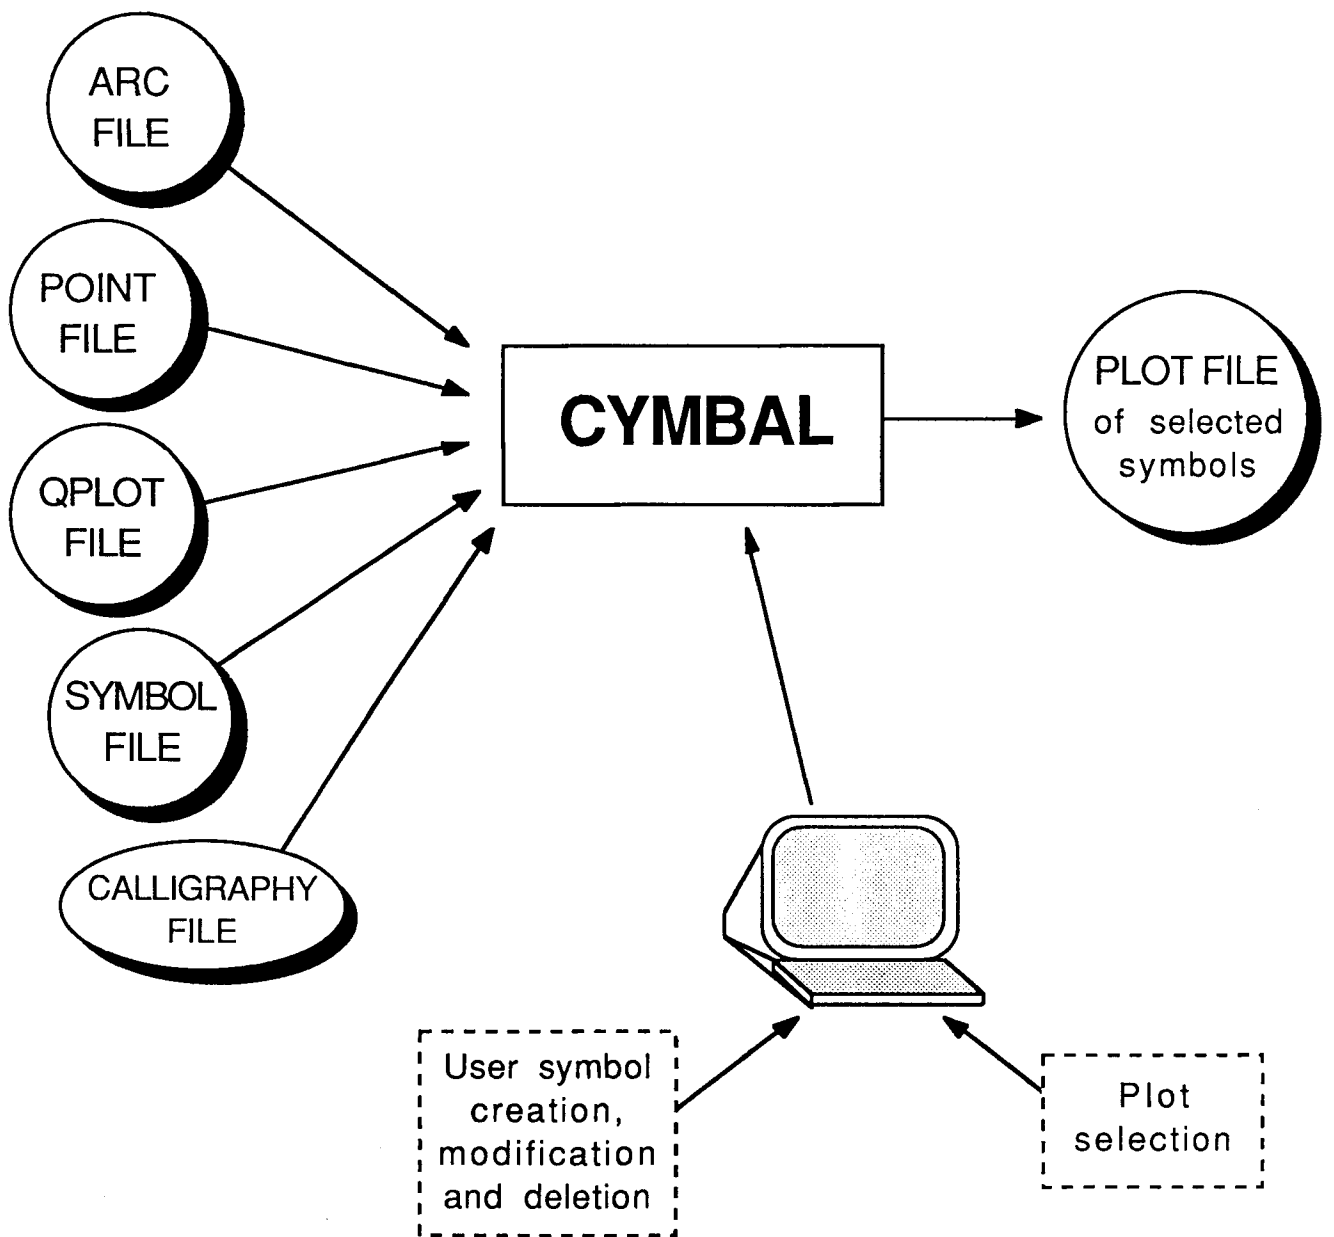 ARC
FILE
POINT
FILE
QPLOT
FILE
SYMBOL
FILE
CALLIGRAPHY
FILE
CYMBAL
PLOT FILE
of selected
symbols
User symbol
creation,
modification
and deletion
Plot
selection